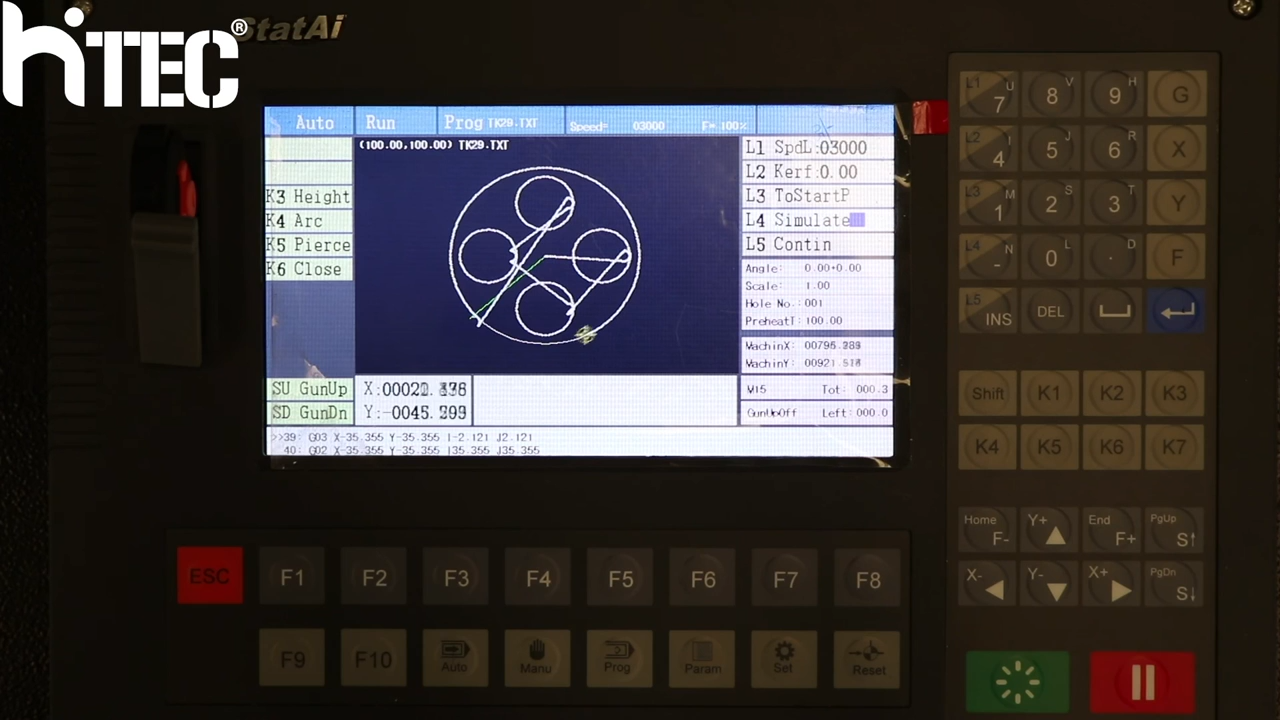 hiTEC®
StatAi
Auto Run Prog TK29.TXT Speed= 03000 F= 100%
(100.00,100.00) TK29.TXT
K3 Height
K4 Arc
K5 Pierce
K6 Close
L1 SpdL:03000
L2 Kerf:0.00
L3 ToStartP
L4 Simulate
L5 Contin
Angle: 0.00+0.00
Scale: 1.00
Hole No.:001
PreheatT:100.00
MachinX: 00795.
MachinY: 00921.
SU GunUp
SD GunDn
X:
Y:-0045.
M15 Tot: 000.3
GunUpOff Left:000.0
>>39: G03 X-35.355 Y-35.355 I-2.121 J2.121
40: G02 X-35.355 Y-35.355 I35.355 J35.355
L1 7 U 8 V 9 H G
L2 4 I 5 J 6 R X
L3 1 M 2 S 3 T Y
L4 - N 0 L . D F
L5 INS DEL
Shift K1 K2 K3
K4 K5 K6 K7
Home F- Y+ End F+ PgUp S↑
X- Y- X+ PgDn S↓
ESC F1 F2 F3 F4 F5 F6 F7 F8
F9 F10 Auto Manu Prog Param Set Reset